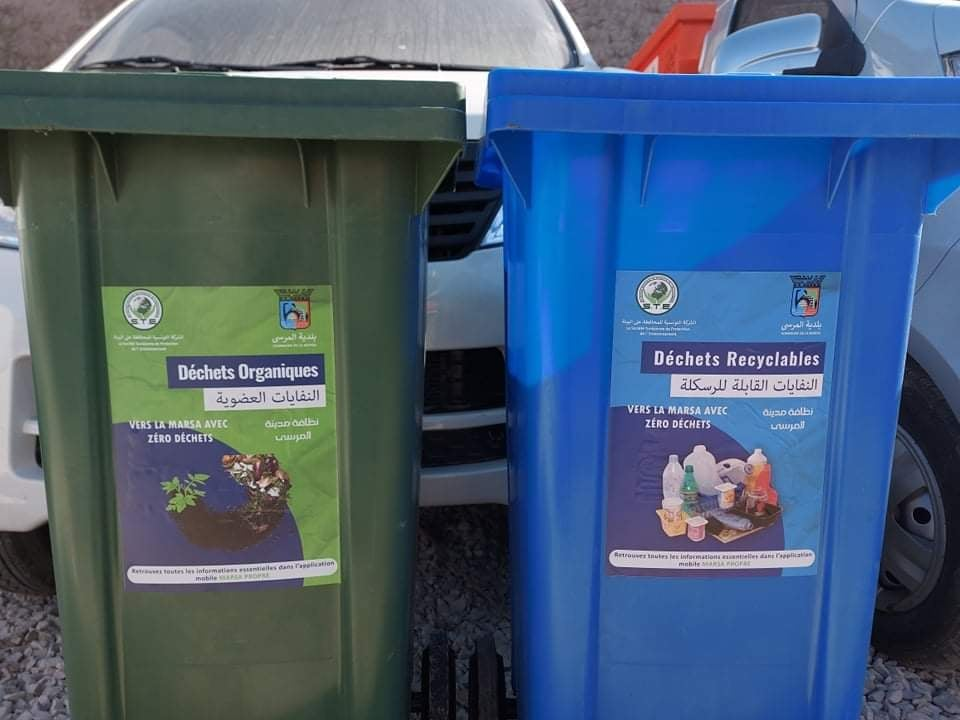 S.T.E
الشركة التونسية للمحافظة على البيئة
La Société Tunisienne de Protection
de l'Environnement
بلدية المرسى
COMMUNE DE LA MARSA
Déchets Organiques
النفايات العضوية
VERS LA MARSA AVEC
ZÉRO DÉCHETS
نظافة مدينة
المرسى
Retrouvez toutes les informations essentielles dans l'application
mobile MARSA PROPRE
S.T.E
الشركة التونسية للمحافظة على البيئة
La Société Tunisienne de Protection
de l'Environnement
بلدية المرسى
COMMUNE DE LA MARSA
Déchets Recyclables
النفايات القابلة للرسكلة
VERS LA MARSA AVEC
ZÉRO DÉCHETS
نظافة مدينة
المرسى
Retrouvez toutes les informations essentielles dans l'application
mobile MARSA PROPRE